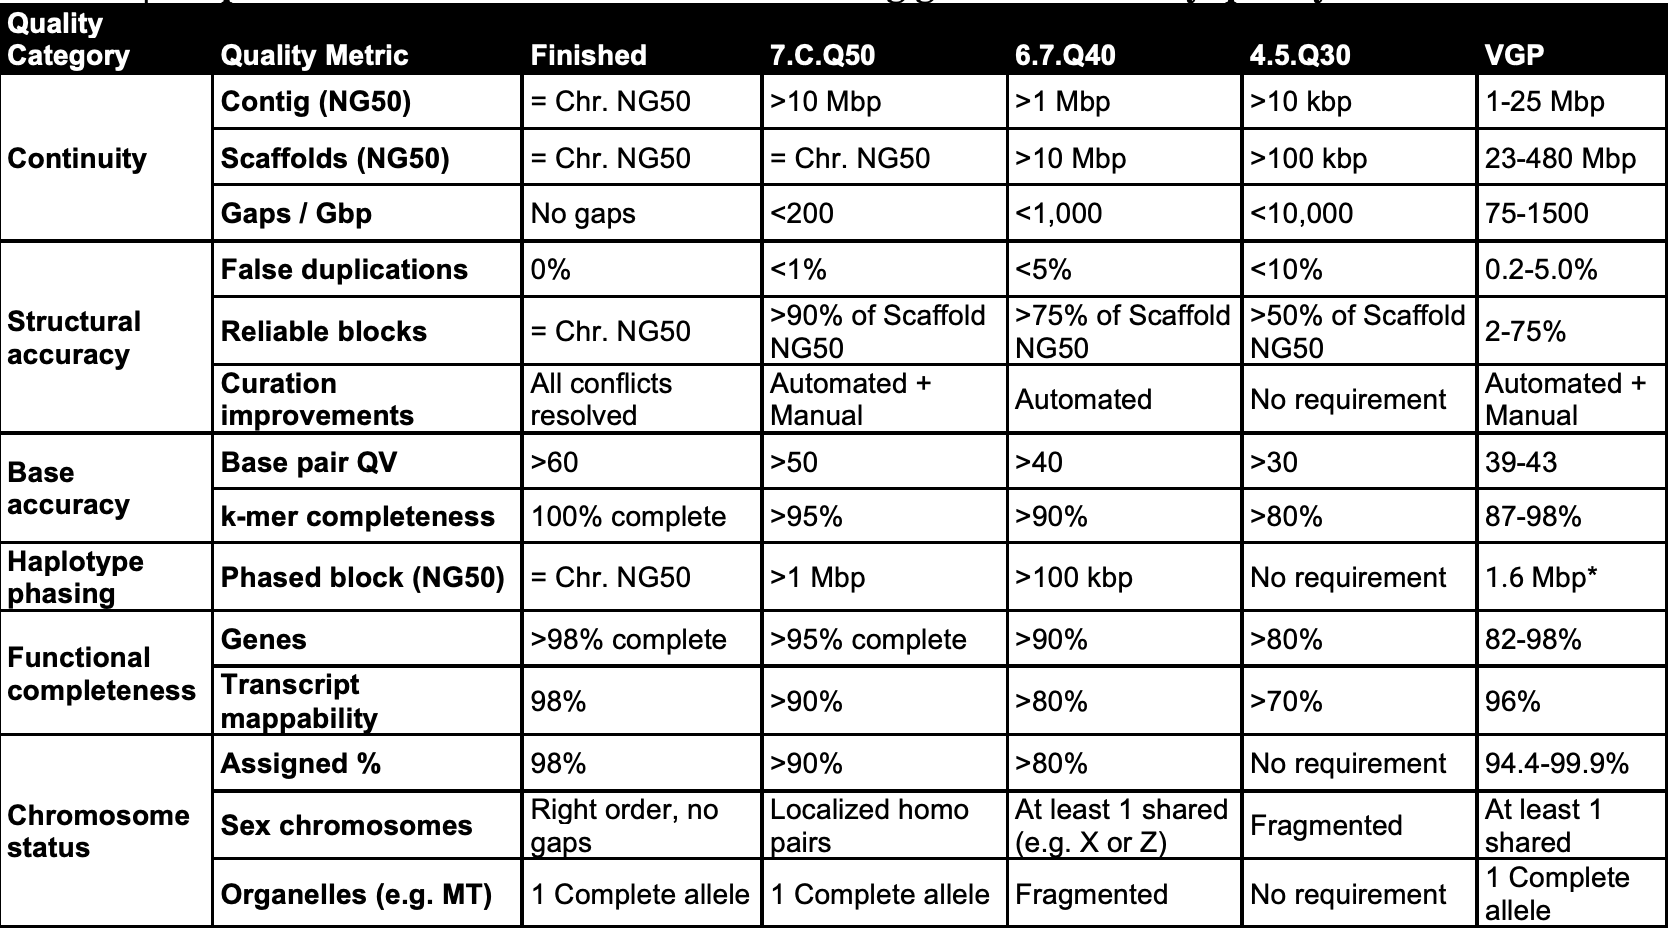 Quality Category Quality Metric Finished 7.C.Q50 6.7.Q40 4.5.Q30 VGP
Continuity
Contig (NG50) = Chr. NG50 >10 Mbp >1 Mbp >10 kbp 1-25 Mbp
Scaffolds (NG50) = Chr. NG50 = Chr. NG50 >10 Mbp >100 kbp 23-480 Mbp
Gaps / Gbp No gaps <200 <1,000 <10,000 75-1500
Structural accuracy
False duplications 0% <1% <5% <10% 0.2-5.0%
Reliable blocks = Chr. NG50 >90% of Scaffold NG50 >75% of Scaffold NG50 >50% of Scaffold NG50 2-75%
Curation improvements All conflicts resolved Automated + Manual Automated No requirement Automated + Manual
Base accuracy
Base pair QV >60 >50 >40 >30 39-43
k-mer completeness 100% complete >95% >90% >80% 87-98%
Haplotype phasing
Phased block (NG50) = Chr. NG50 >1 Mbp >100 kbp No requirement 1.6 Mbp*
Functional completeness
Genes >98% complete >95% complete >90% >80% 82-98%
Transcript mappability 98% >90% >80% >70% 96%
Chromosome status
Assigned % 98% >90% >80% No requirement 94.4-99.9%
Sex chromosomes Right order, no gaps Localized homo pairs At least 1 shared (e.g. X or Z) Fragmented At least 1 shared
Organelles (e.g. MT) 1 Complete allele 1 Complete allele Fragmented No requirement 1 Complete allele